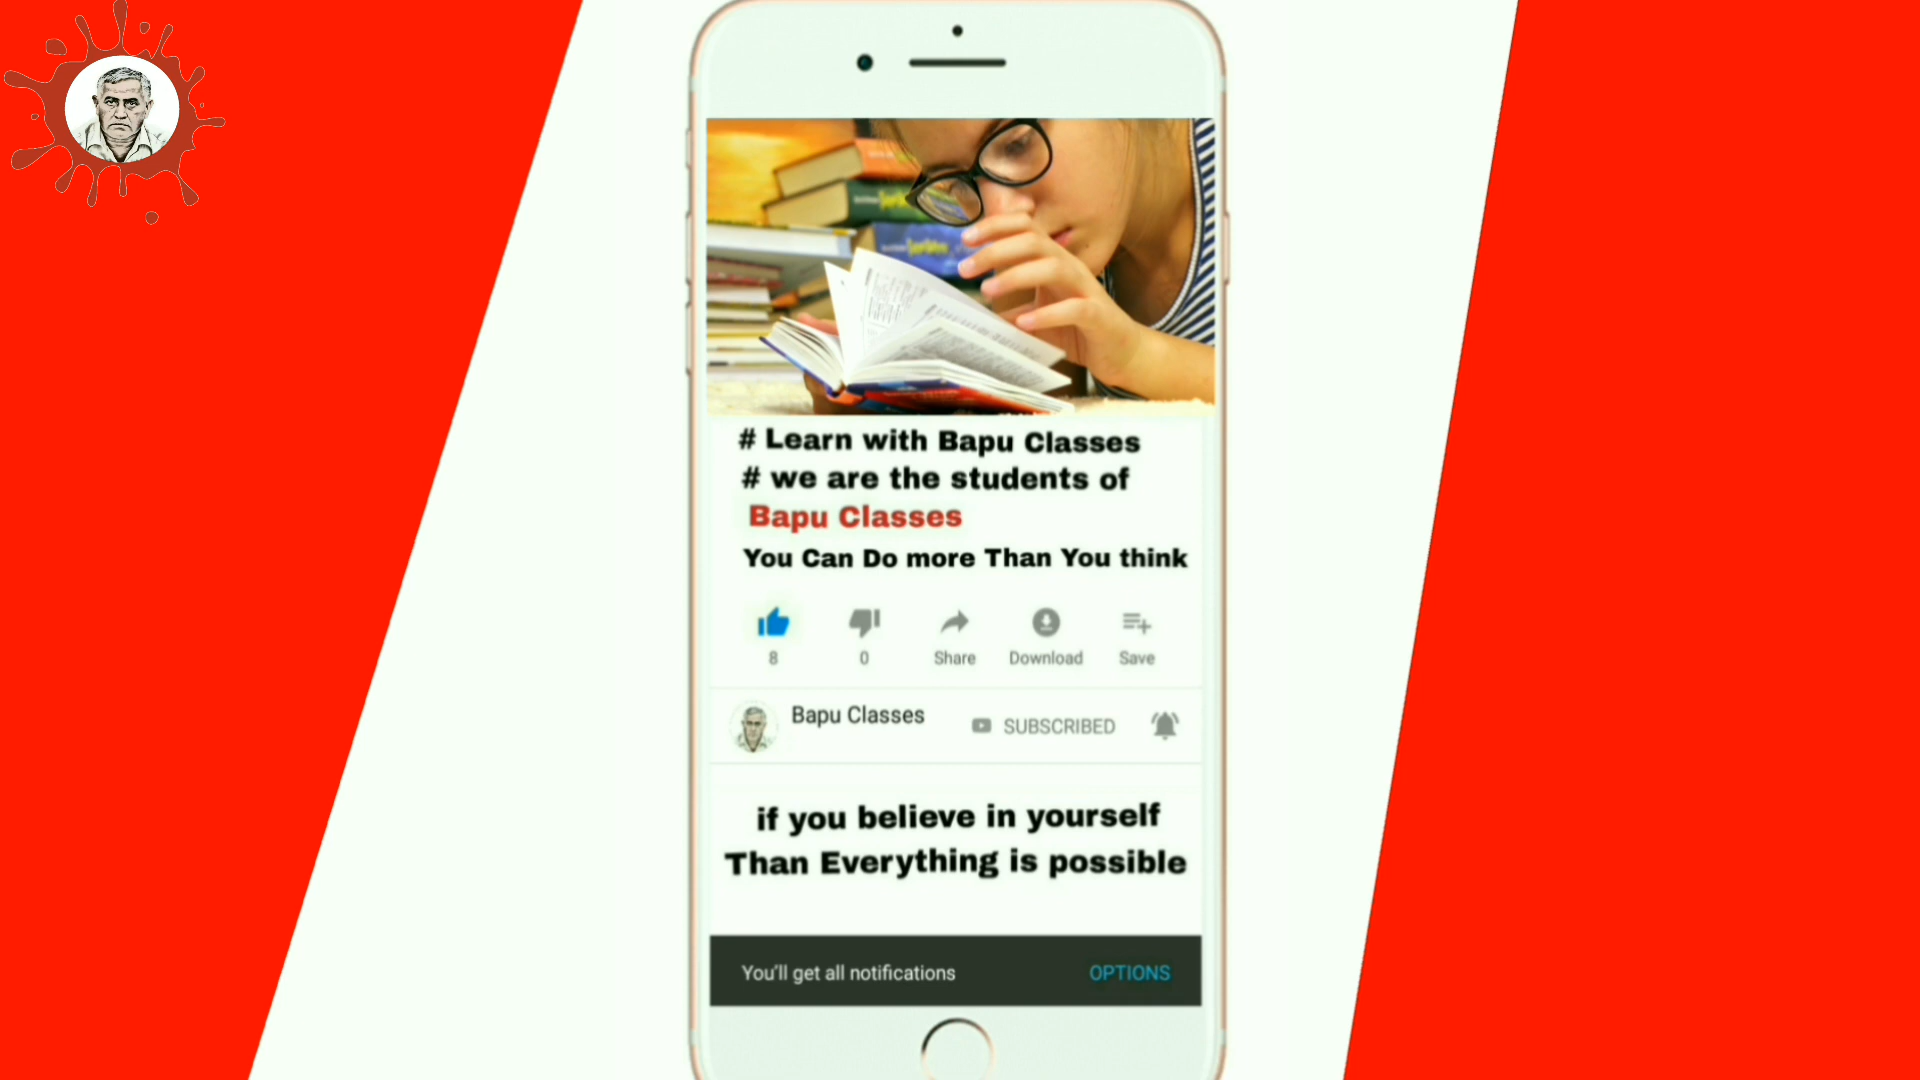 # Learn with Bapu Classes
# we are the students of
Bapu Classes
You Can Do more Than You think
8
0
Share
Download
Save
Bapu Classes
SUBSCRIBED
if you believe in yourself
Than Everything is possible
You'll get all notifications
OPTIONS